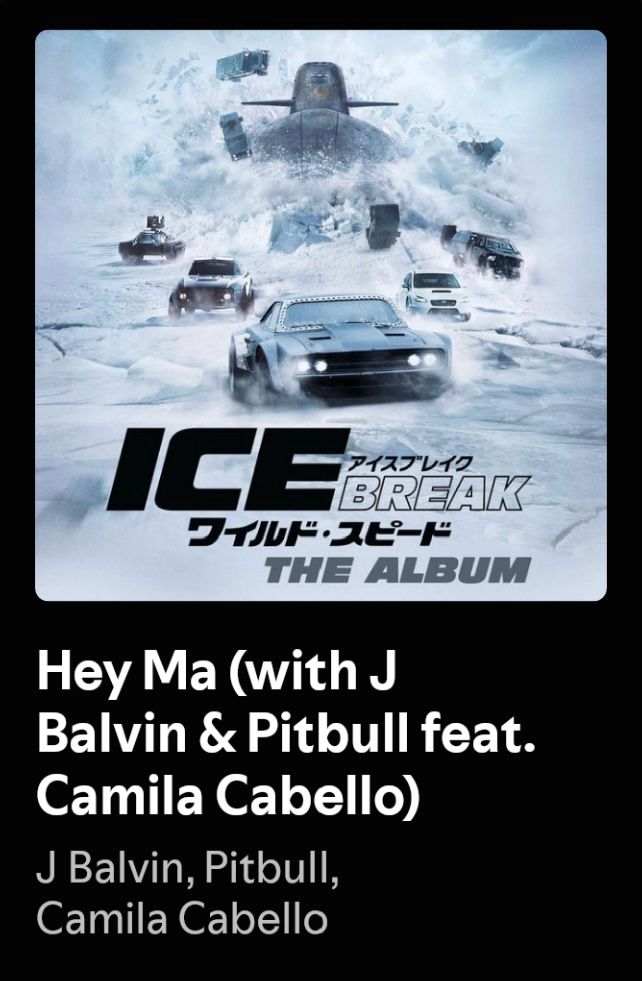 ICE アイスブレイク
BREAK
ワイルド・スピード
THE ALBUM
Hey Ma (with J
Balvin & Pitbull feat.
Camila Cabello)
J Balvin, Pitbull,
Camila Cabello